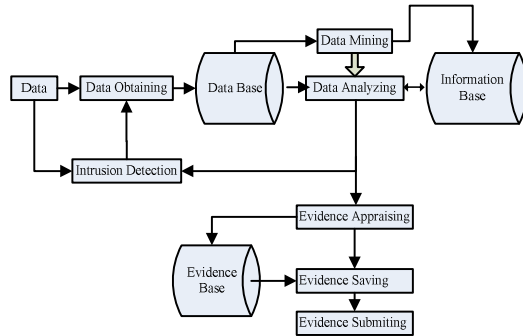 Data Mining
Data
Data Obtaining
Data Base
Data Analyzing
Information
Base
Intrusion Detection
Evidence Appraising
Evidence
Base
Evidence Saving
Evidence Submiting